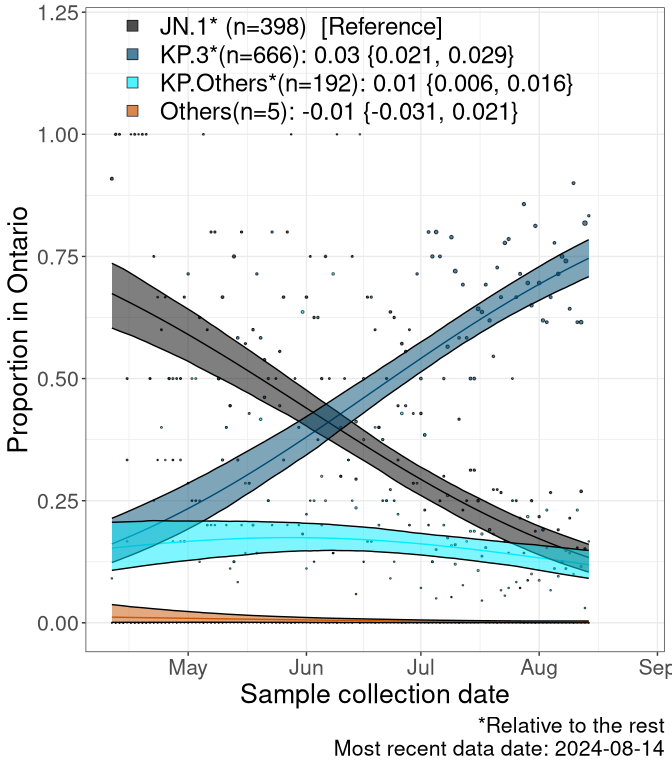 JN.1* (n=398)  [Reference]
KP.3*(n=666): 0.03 {0.021, 0.029}
KP.Others*(n=192): 0.01 {0.006, 0.016}
Others(n=5): -0.01 {-0.031, 0.021}
1.25
1.00
0.75
0.50
0.25
0.00
Proportion in Ontario
May Jun Jul Aug Sep
Sample collection date
*Relative to the rest
Most recent data date: 2024-08-14